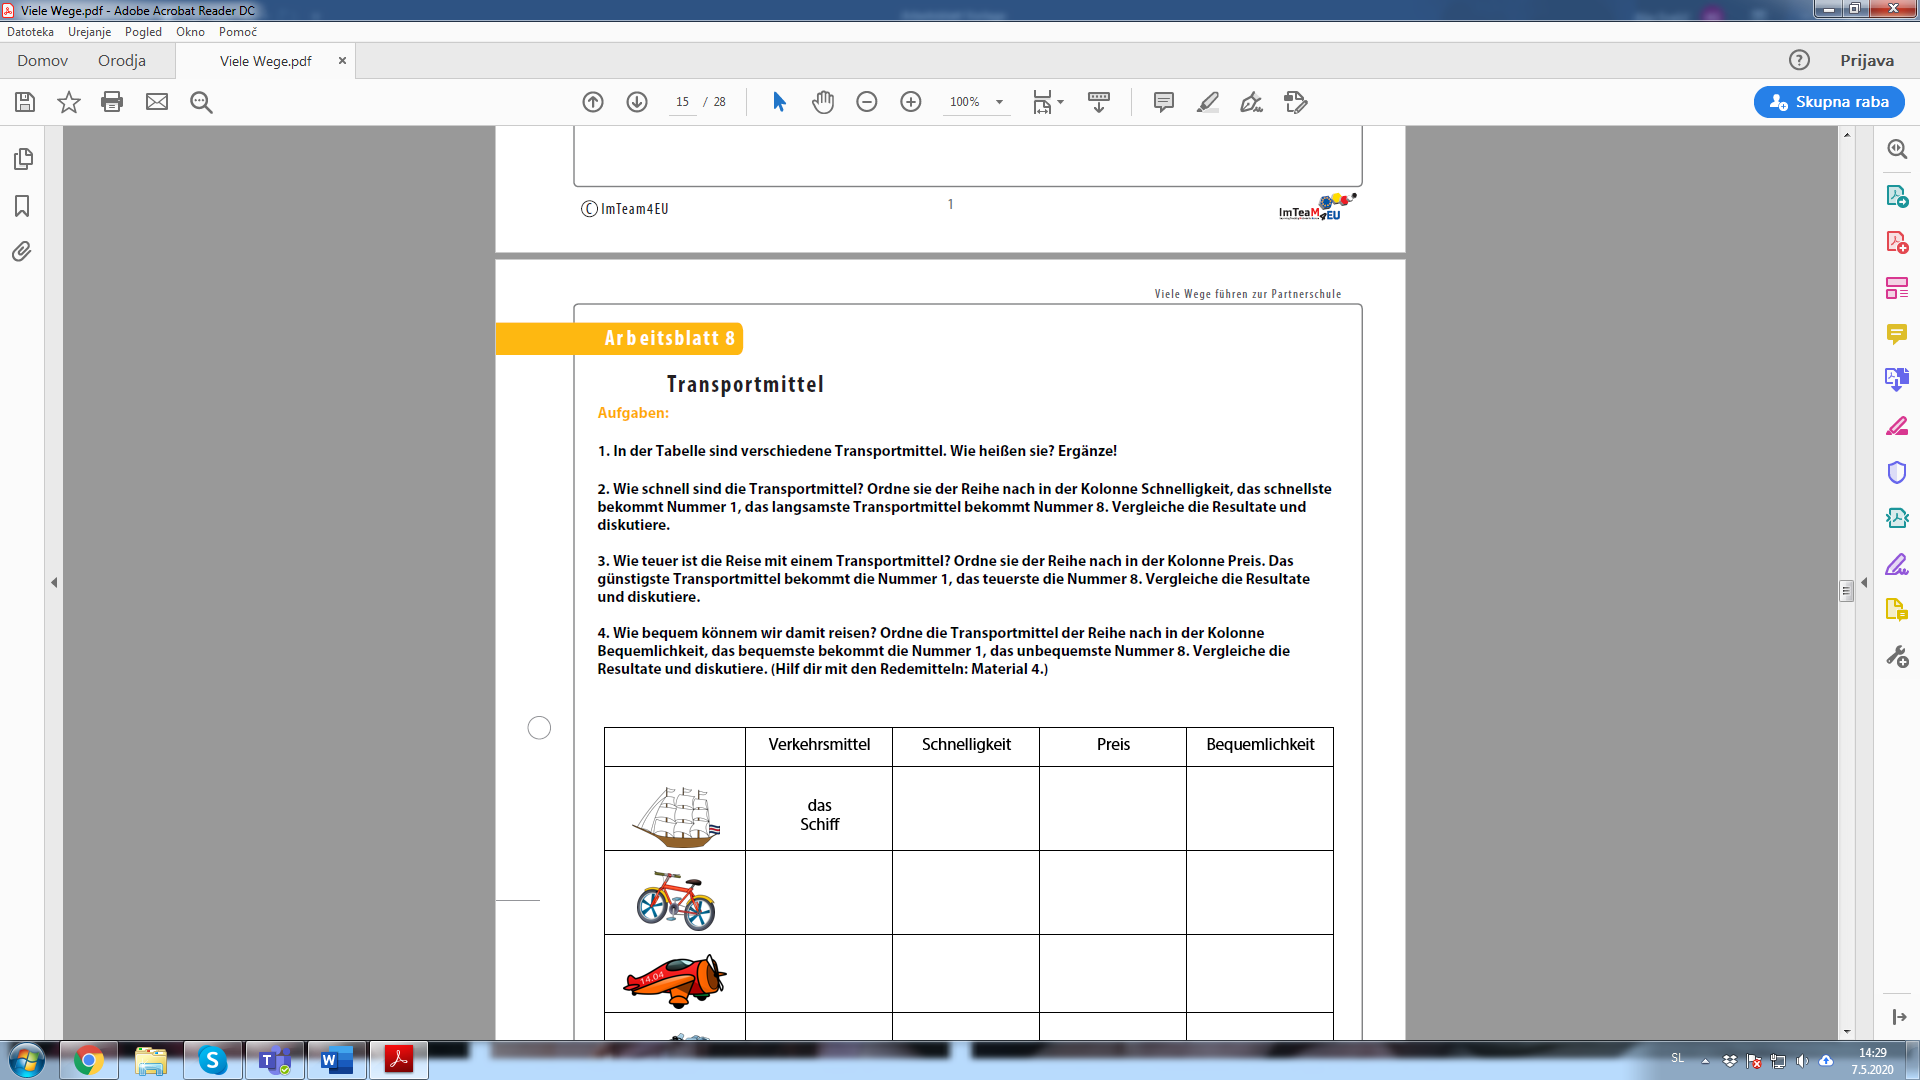 Viele Wege.pdf - Adobe Acrobat Reader DC
Datoteka Urejanje Pogled Okno Pomoč
Domov Orodja Viele Wege.pdf Prijava
15 / 28 100% Skupna raba
© ImTeam4EU 1 ImTeaM4EU
Viele Wege führen zur Partnerschule
Arbeitsblatt 8
Transportmittel
Aufgaben:
1. In der Tabelle sind verschiedene Transportmittel. Wie heißen sie? Ergänze!
2. Wie schnell sind die Transportmittel? Ordne sie der Reihe nach in der Kolonne Schnelligkeit, das schnellste
bekommt Nummer 1, das langsamste Transportmittel bekommt Nummer 8. Vergleiche die Resultate und
diskutiere.
3. Wie teuer ist die Reise mit einem Transportmittel? Ordne sie der Reihe nach in der Kolonne Preis. Das
günstigste Transportmittel bekommt die Nummer 1, das teuerste die Nummer 8. Vergleiche die Resultate
und diskutiere.
4. Wie bequem könnem wir damit reisen? Ordne die Transportmittel der Reihe nach in der Kolonne
Bequemlichkeit, das bequemste bekommt die Nummer 1, das unbequemste Nummer 8. Vergleiche die
Resultate und diskutiere. (Hilf dir mit den Redemitteln: Material 4.)
Verkehrsmittel Schnelligkeit Preis Bequemlichkeit
das
Schiff
14.04
SL 14:29
7.5.2020